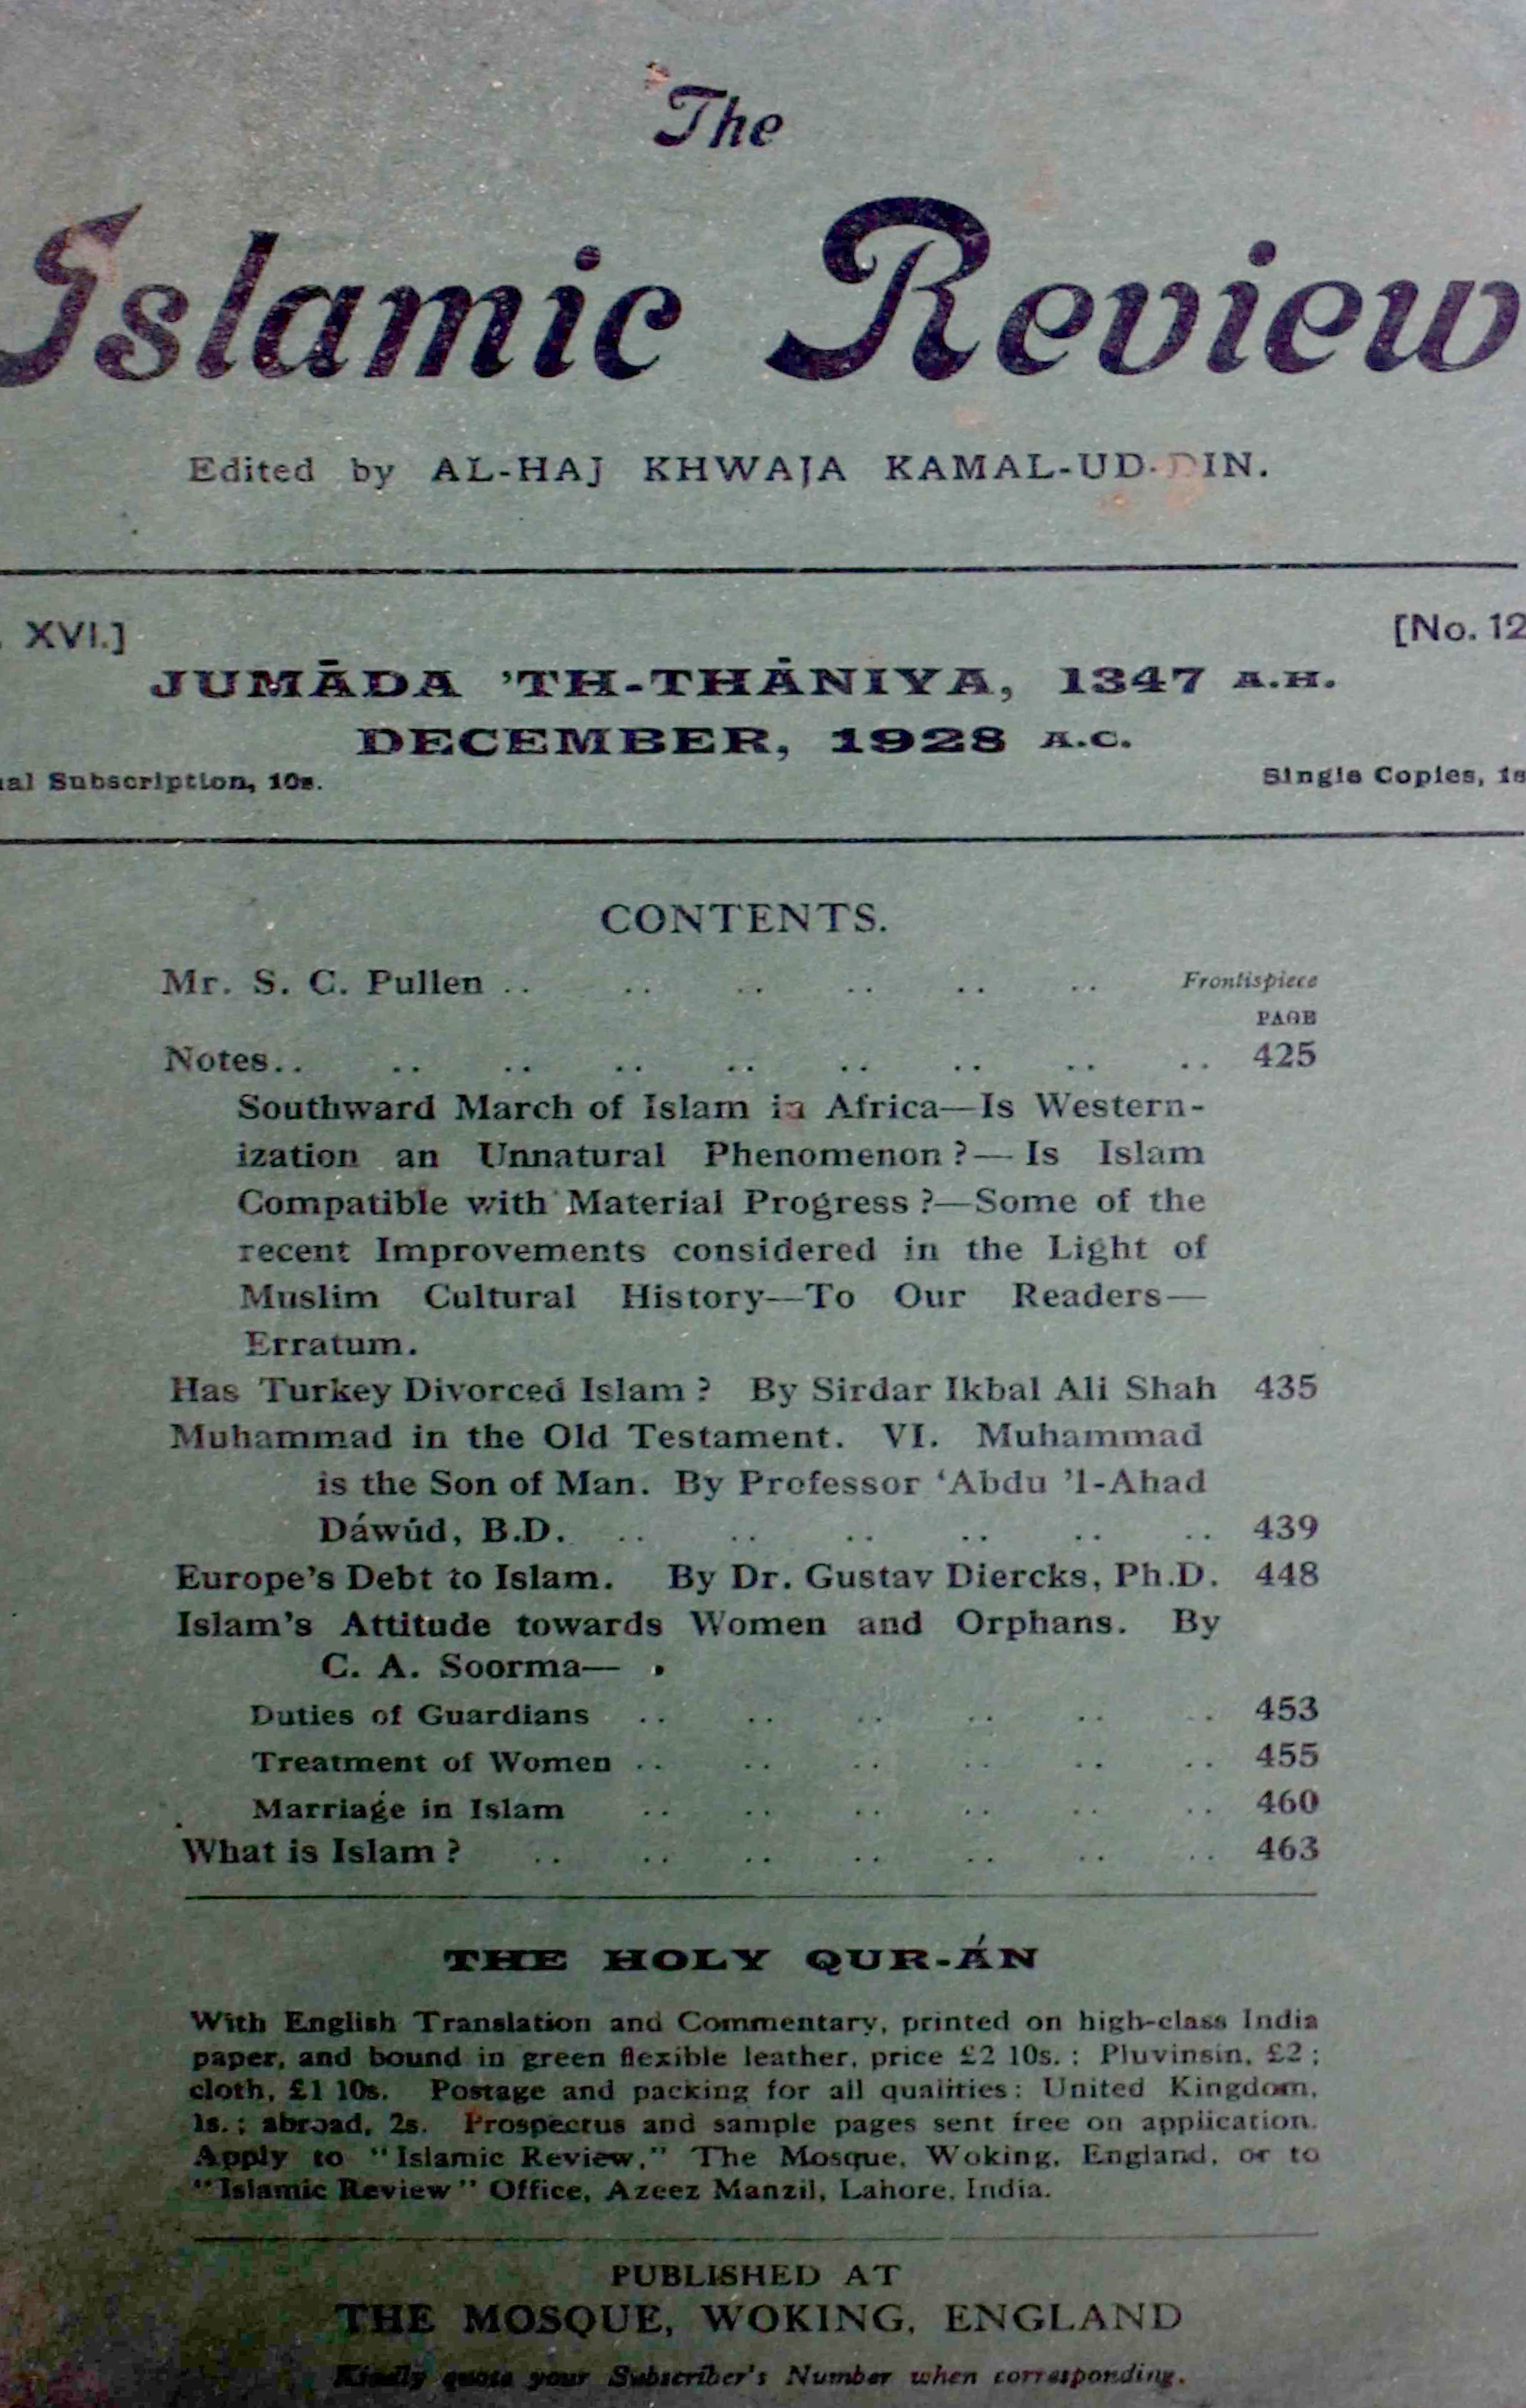 The
Islamic Review
Edited by AL-HAJ KHWAJA KAMAL-UD-DIN.
XVI.] [No. 12
JUMĀDA 'TH-THĀNIYA, 1347 A.H.
DECEMBER, 1928 A.C.
al Subscription, 10s. Single Copies, 1s
CONTENTS.
Mr. S. C. Pullen .. .. .. .. .. .. Frontispiece
PAGE
Notes.. .. .. .. .. .. .. .. .. 425
Southward March of Islam in Africa—Is Western-
ization an Unnatural Phenomenon?—Is Islam
Compatible with Material Progress?—Some of the
recent Improvements considered in the Light of
Muslim Cultural History—To Our Readers—
Erratum.
Has Turkey Divorced Islam? By Sirdar Ikbal Ali Shah 435
Muhammad in the Old Testament. VI. Muhammad
is the Son of Man. By Professor 'Abdu 'l-Ahad
Dáwúd, B.D. .. .. .. .. .. .. 439
Europe's Debt to Islam. By Dr. Gustav Diercks, Ph.D. 448
Islam's Attitude towards Women and Orphans. By
C. A. Soorma—
Duties of Guardians .. .. .. .. .. .. 453
Treatment of Women .. .. .. .. .. .. 455
Marriage in Islam .. .. .. .. .. .. 460
What is Islam? .. .. .. .. .. .. .. 463
THE HOLY QUR-ÁN
With English Translation and Commentary, printed on high-class India
paper, and bound in green flexible leather, price £2 10s.; Pluvinsin, £2;
cloth, £1 10s. Postage and packing for all qualities: United Kingdom,
1s.; abroad, 2s. Prospectus and sample pages sent free on application.
Apply to "Islamic Review," The Mosque, Woking, England, or to
"Islamic Review" Office, Azeez Manzil, Lahore, India.
PUBLISHED AT
THE MOSQUE, WOKING, ENGLAND
Kindly quote your Subscriber's Number when corresponding.